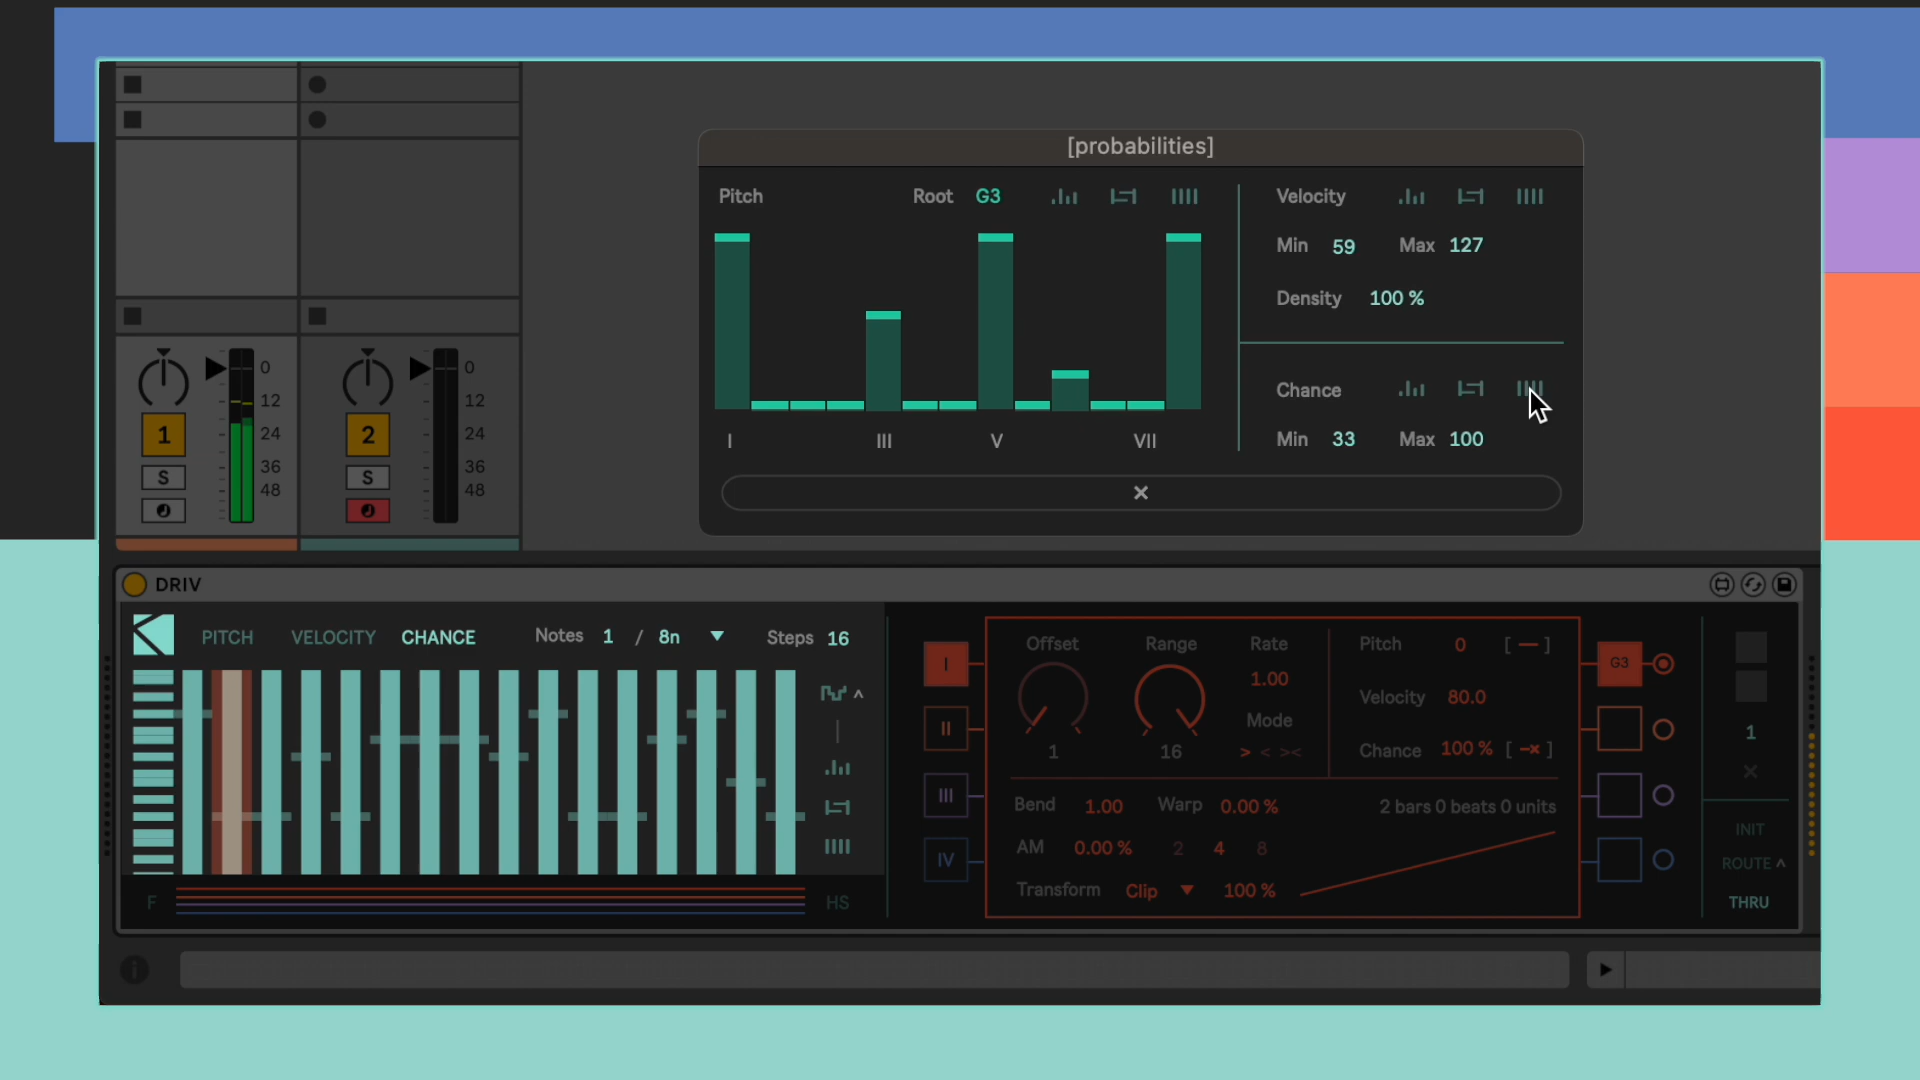 [probabilities]
Pitch Root G3
Velocity
Min 59 Max 127
Density 100 %
Chance
Min 33 Max 100
I III V VII
×
0 0
12 12
24 24
36 36
48 48
1 2
S S
DRIV
PITCH VELOCITY CHANCE Notes 1 / 8n Steps 16
F HS
I
II
III
IV
Offset Range Rate
1.00
Mode
1 16 > < ><
Pitch 0 [ — ]
Velocity 80.0
Chance 100 % [ –× ]
Bend 1.00 Warp 0.00 % 2 bars 0 beats 0 units
AM 0.00 % 2 4 8
Transform Clip 100 %
G3
1
×
INIT
ROUTE ^
THRU